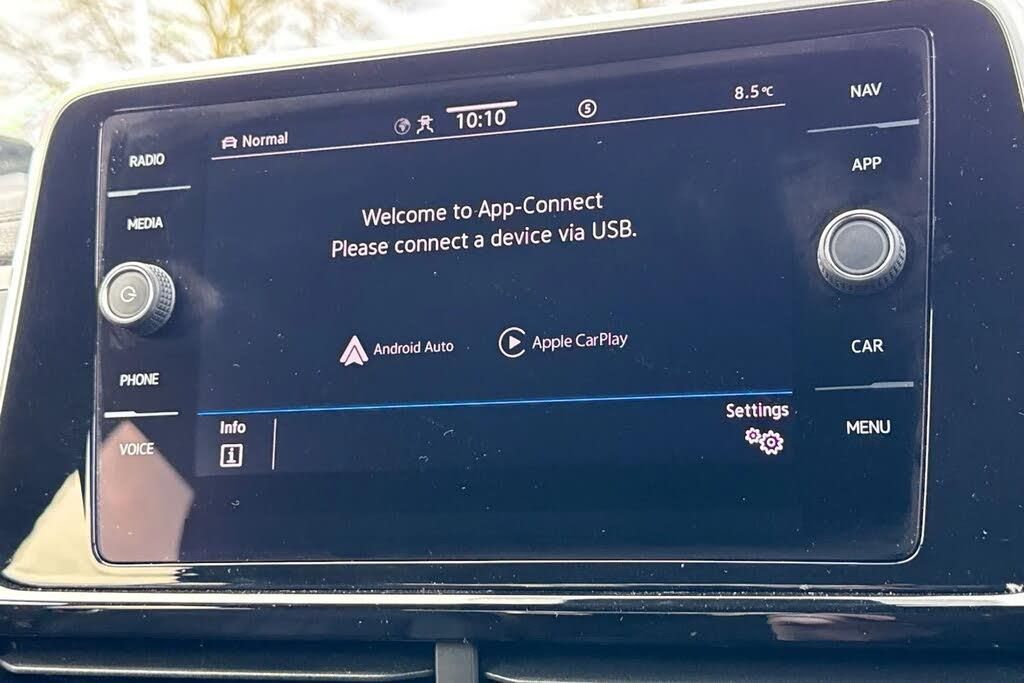 RADIO
MEDIA
PHONE
VOICE
Normal
10:10
5
8.5°C
Welcome to App-Connect
Please connect a device via USB.
Android Auto
Apple CarPlay
Info
i
Settings
NAV
APP
CAR
MENU